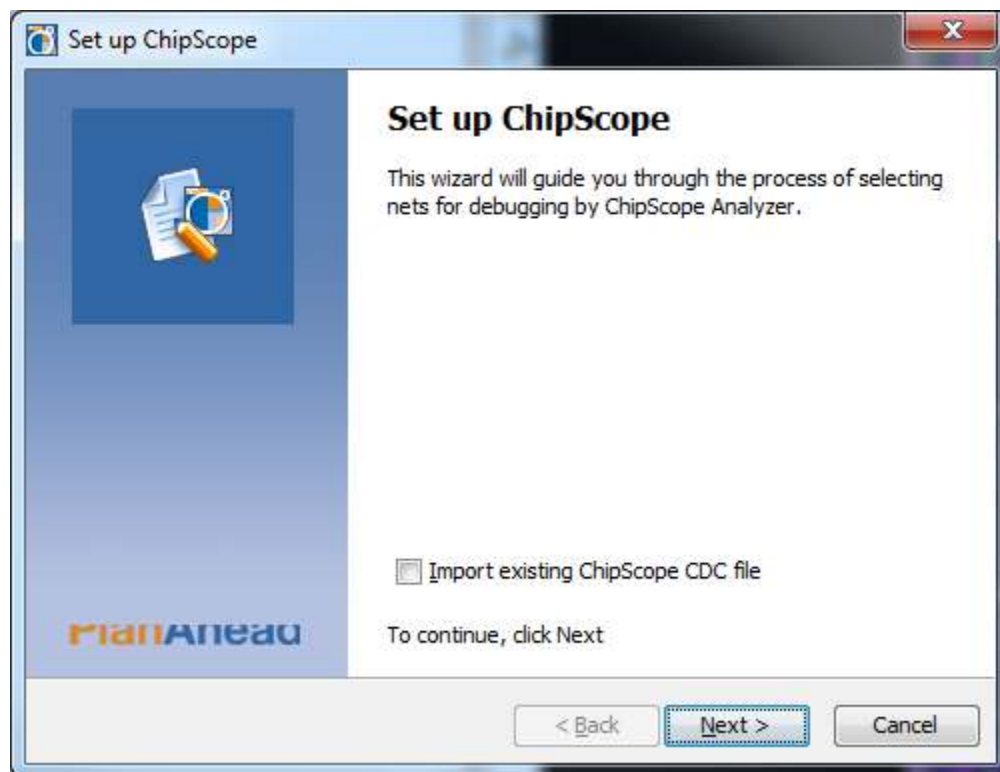 Set up ChipScope
Set up ChipScope
This wizard will guide you through the process of selecting
nets for debugging by ChipScope Analyzer.
Import existing ChipScope CDC file
PlanAhead
To continue, click Next
< Back
Next >
Cancel